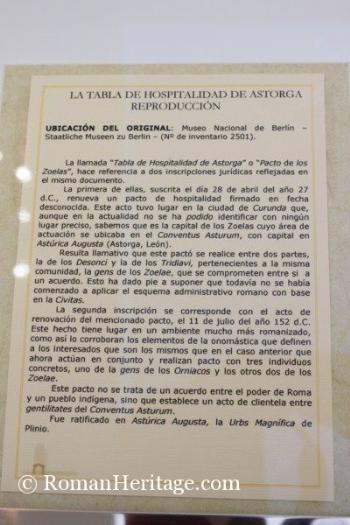 LA TABLA DE HOSPITALIDAD DE ASTORGA
REPRODUCCIÓN
UBICACIÓN DEL ORIGINAL: Museo Nacional de Berlín –
Staatliche Museen zu Berlin – (Nº de inventario 2501).
La llamada "Tabla de Hospitalidad de Astorga" o "Pacto de los
Zoelas", hace referencia a dos inscripciones jurídicas reflejadas en
el mismo documento.
La primera de ellas, suscrita el día 28 de abril del año 27
d.C., renueva un pacto de hospitalidad firmado en fecha
desconocida. Este acto tuvo lugar en la ciudad de Curunda que,
aunque en la actualidad no se ha podido identificar con ningún
lugar preciso, sabemos que es la capital de los Zoelas cuyo área de
actuación se ubicaba en el Conventus Asturum, con capital en
Astúrica Augusta (Astorga, León).
Resulta llamativo que este pactó se realice entre dos partes,
la de los Desonci y la de los Tridiavi, pertenecientes a la misma
comunidad, la gens de los Zoelae, que se comprometen entre si a
un acuerdo. Esto ha dado pie a suponer que todavía no se había
comenzado a aplicar el esquema administrativo romano con base
en la Civitas.
La segunda inscripción se corresponde con el acto de
renovación del mencionado pacto, el 11 de julio del año 152 d.C.
Este hecho tiene lugar en un ambiente mucho más romanizado,
como así lo corroboran los elementos de la onomástica que definen
a los interesados que son los mismos que en el caso anterior que
ahora actúan en conjunto y realizan pacto con tres individuos
concretos, uno de la gens de los Orniacos y los otros dos de los
Zoelae.
Este pacto no se trata de un acuerdo entre el poder de Roma
y un pueblo indígena, sino que establece un acto de clientela entre
gentilitates del Conventus Asturum.
Fue ratificado en Astúrica Augusta, la Urbs Magnífica de
Plinio.
© RomanHeritage.com